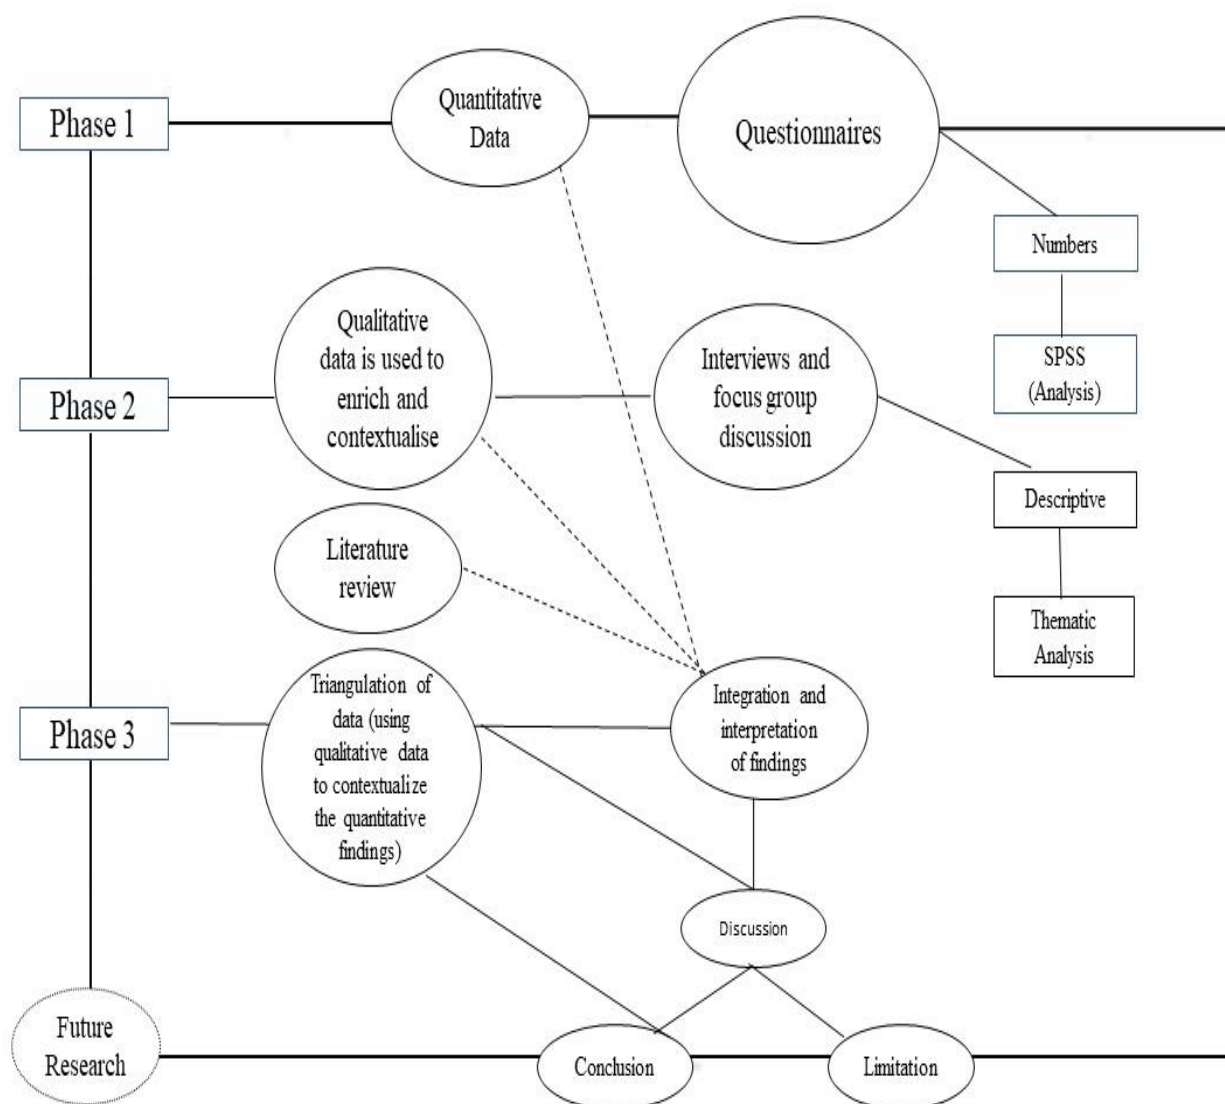 Phase 1
Quantitative
Data
Questionnaires
Numbers
SPSS
(Analysis)
Phase 2
Qualitative
data is used to
enrich and
contextualise
Interviews and
focus group
discussion
Descriptive
Thematic
Analysis
Literature
review
Phase 3
Triangulation of
data (using
qualitative data
to contextualize
the quantitative
findings)
Integration and
interpretation
of findings
Discussion
Future
Research
Conclusion
Limitation